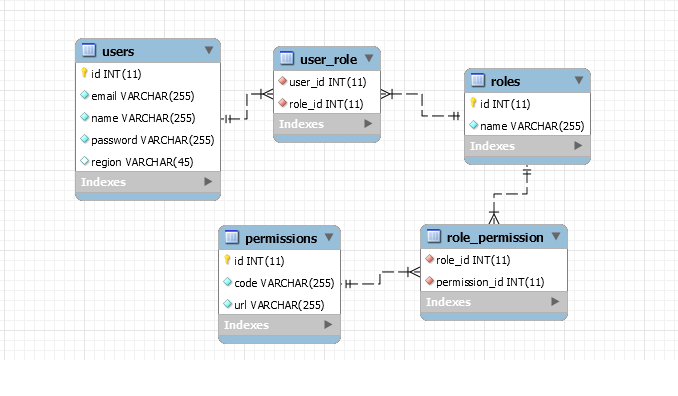 users
id INT(11)
email VARCHAR(255)
name VARCHAR(255)
password VARCHAR(255)
region VARCHAR(45)
Indexes
user_role
user_id INT(11)
role_id INT(11)
Indexes
roles
id INT(11)
name VARCHAR(255)
Indexes
permissions
id INT(11)
code VARCHAR(255)
url VARCHAR(255)
Indexes
role_permission
role_id INT(11)
permission_id INT(11)
Indexes